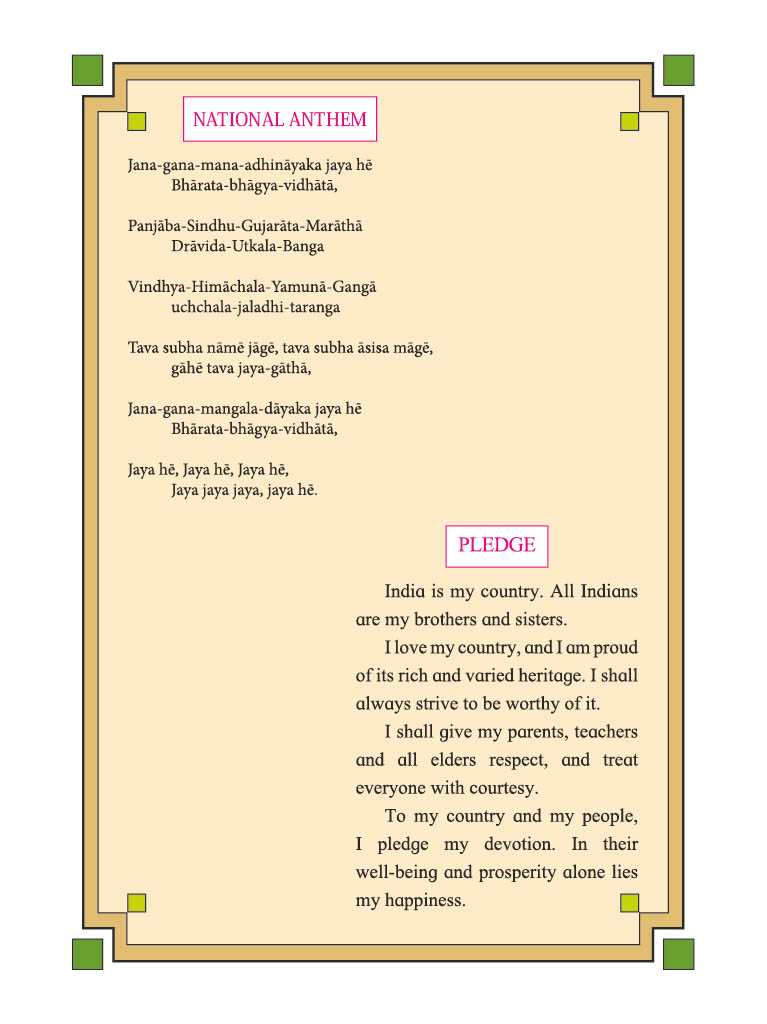 NATIONAL ANTHEM
Jana-gana-mana-adhināyaka jaya hē
Bhārata-bhāgya-vidhātā,
Panjāba-Sindhu-Gujarāta-Marāthā
Drāvida-Utkala-Banga
Vindhya-Himāchala-Yamunā-Gangā
uchchala-jaladhi-taranga
Tava subha nāmē jāgē, tava subha āsisa māgē,
gāhē tava jaya-gāthā,
Jana-gana-mangala-dāyaka jaya hē
Bhārata-bhāgya-vidhātā,
Jaya hē, Jaya hē, Jaya hē,
Jaya jaya jaya, jaya hē.
PLEDGE
India is my country. All Indians
are my brothers and sisters.
I love my country, and I am proud
of its rich and varied heritage. I shall
always strive to be worthy of it.
I shall give my parents, teachers
and all elders respect, and treat
everyone with courtesy.
To my country and my people,
I pledge my devotion. In their
well-being and prosperity alone lies
my happiness.